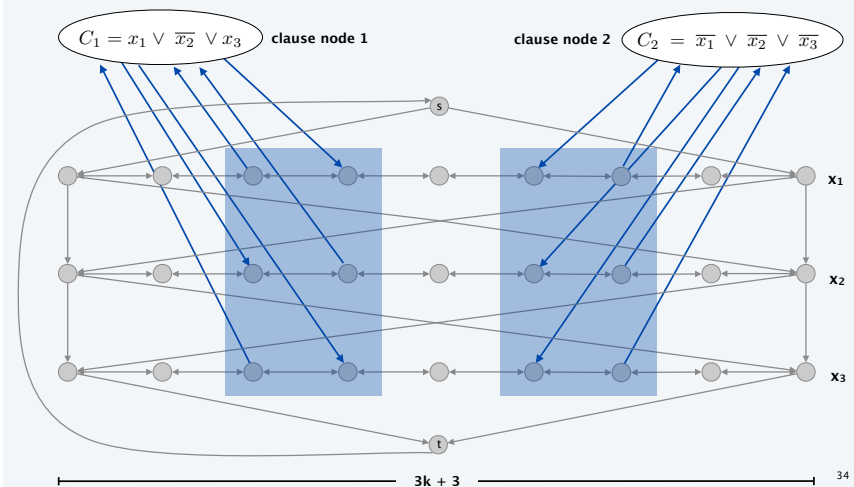 C₁ = x₁ ∨ x̅₂ ∨ x₃
clause node 1
clause node 2
C₂ = x̅₁ ∨ x̅₂ ∨ x̅₃
s
x₁
x₂
x₃
t
3k + 3
34